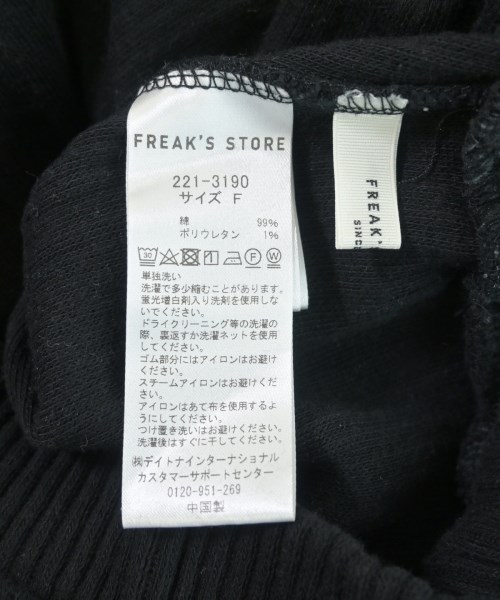 FREAK'S STORE
221-3190
サイズ F
綿 99%
ポリウレタン 1%
30
F
W
単独洗い
洗濯で多少縮むことがあります。
蛍光増白剤入り洗剤を使用しな
いでください。
ドライクリーニング等の洗濯の
際、裏返すか洗濯ネットを使用
してください。
ゴム部分にはアイロンはお避け
ください。
スチームアイロンはお避けくだ
さい。
アイロンはあて布を使用するよ
うにしてください。
つけ置き洗いはお避けください。
洗濯後はすぐに干してください。
㈱デイトナインターナショナル
カスタマーサポートセンター
0120-951-269
中国製
FREAK'S
SINC